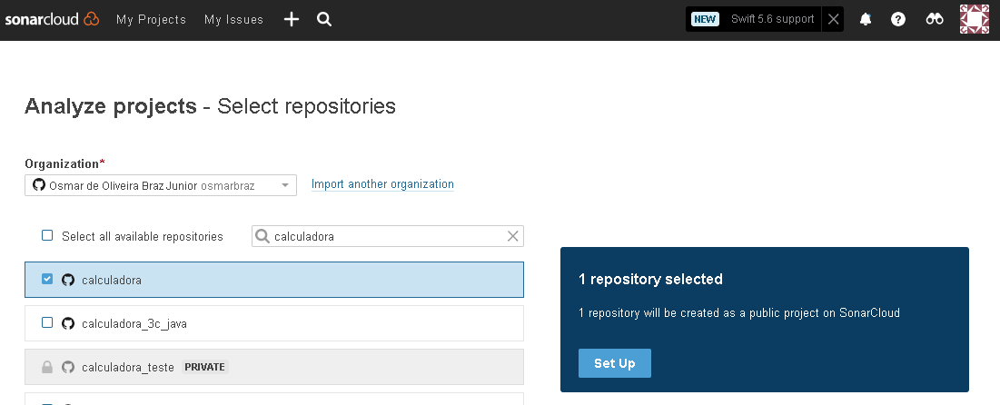 sonarcloud My Projects My Issues NEW Swift 5.6 support
Analyze projects - Select repositories
Organization*
Osmar de Oliveira Braz Junior osmarbraz Import another organization
Select all available repositories calculadora
calculadora
1 repository selected
1 repository will be created as a public project on SonarCloud
Set Up
calculadora_3c_java
calculadora_teste PRIVATE